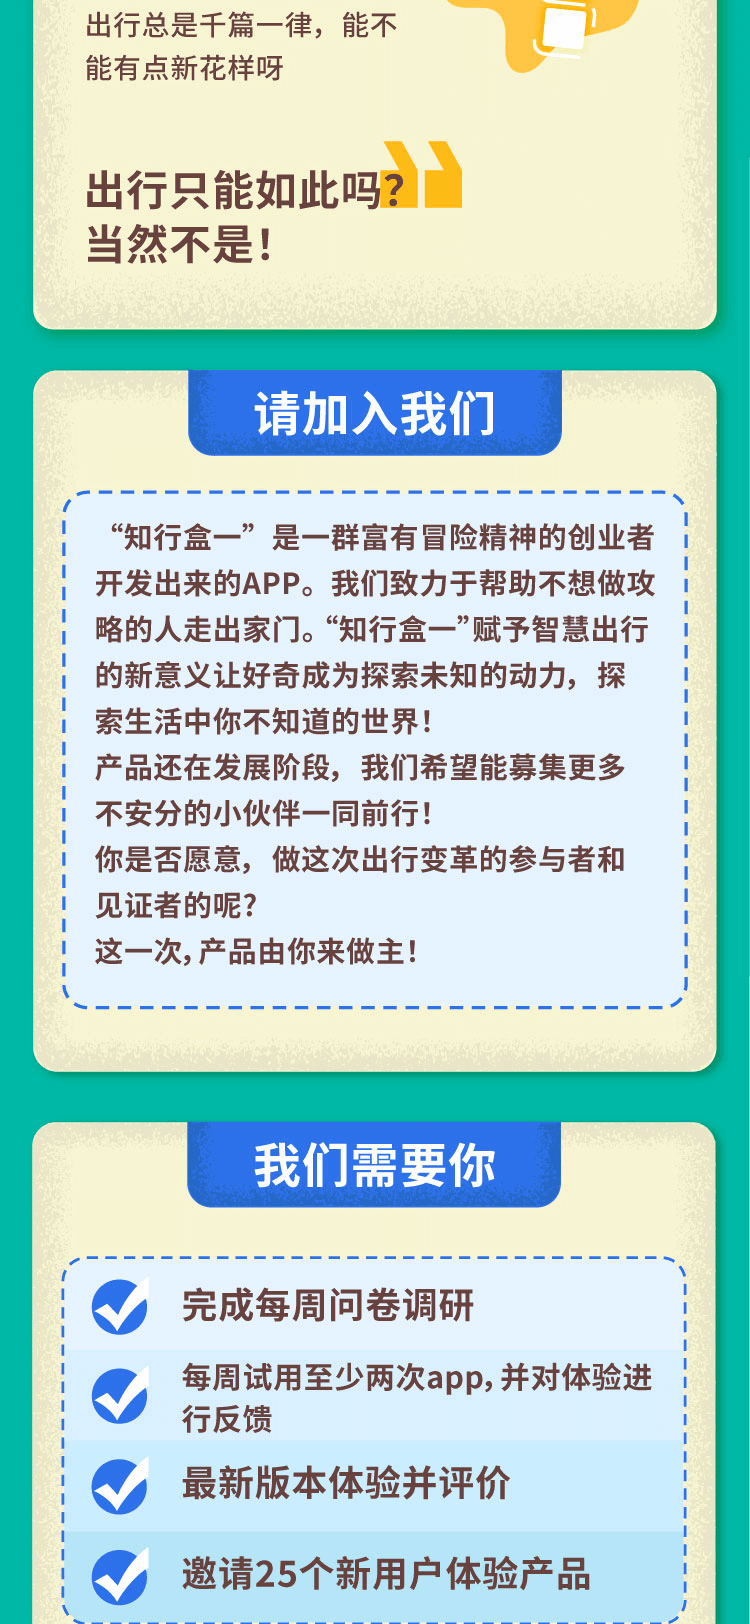 出行总是千篇一律，能不
能有点新花样呀
出行只能如此吗？
当然不是！
请加入我们
“知行盒一”是一群富有冒险精神的创业者
开发出来的APP。我们致力于帮助不想做攻
略的人走出家门。“知行盒一”赋予智慧出行
的新意义让好奇成为探索未知的动力，探
索生活中你不知道的世界！
产品还在发展阶段，我们希望能募集更多
不安分的小伙伴一同前行！
你是否愿意，做这次出行变革的参与者和
见证者的呢？
这一次，产品由你来做主！
我们需要你
完成每周问卷调研
每周试用至少两次app，并对体验进
行反馈
最新版本体验并评价
邀请25个新用户体验产品